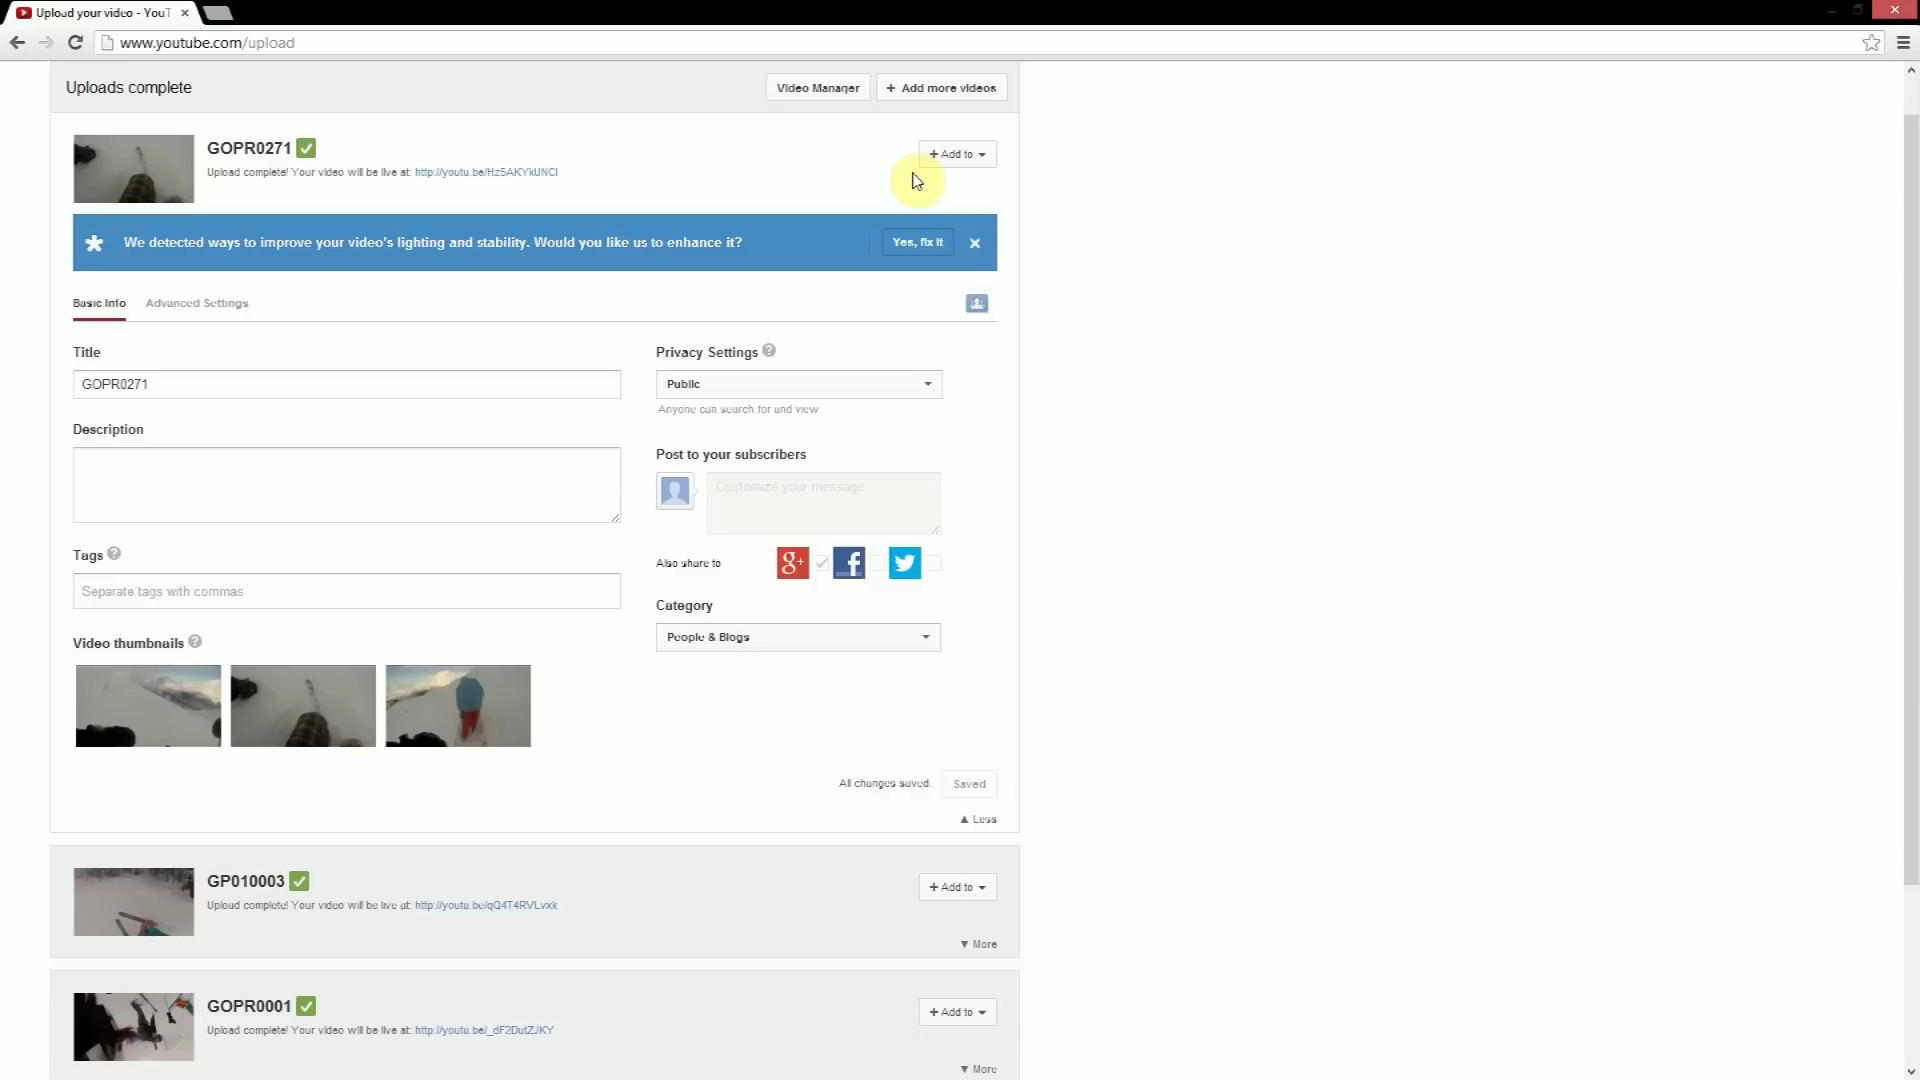 Upload your video - YouT
www.youtube.com/upload
Uploads complete
Video Manager
+ Add more videos
GOPR0271
+ Add to
Upload complete! Your video will be live at: http://youtu.be/Hz5AKYkUNCI
We detected ways to improve your video's lighting and stability. Would you like us to enhance it?
Yes, fix it
Basic Info
Advanced Settings
Title
Privacy Settings
GOPR0271
Public
Anyone can search for and view
Description
Post to your subscribers
Customize your message
Tags
Also share to
Separate tags with commas
Category
People & Blogs
Video thumbnails
All changes saved.
Saved
Less
GP010003
+ Add to
Upload complete! Your video will be live at: http://youtu.be/qQ4T4RVLvxk
More
GOPR0001
+ Add to
Upload complete! Your video will be live at: http://youtu.be/_dF2DutZJKY
More